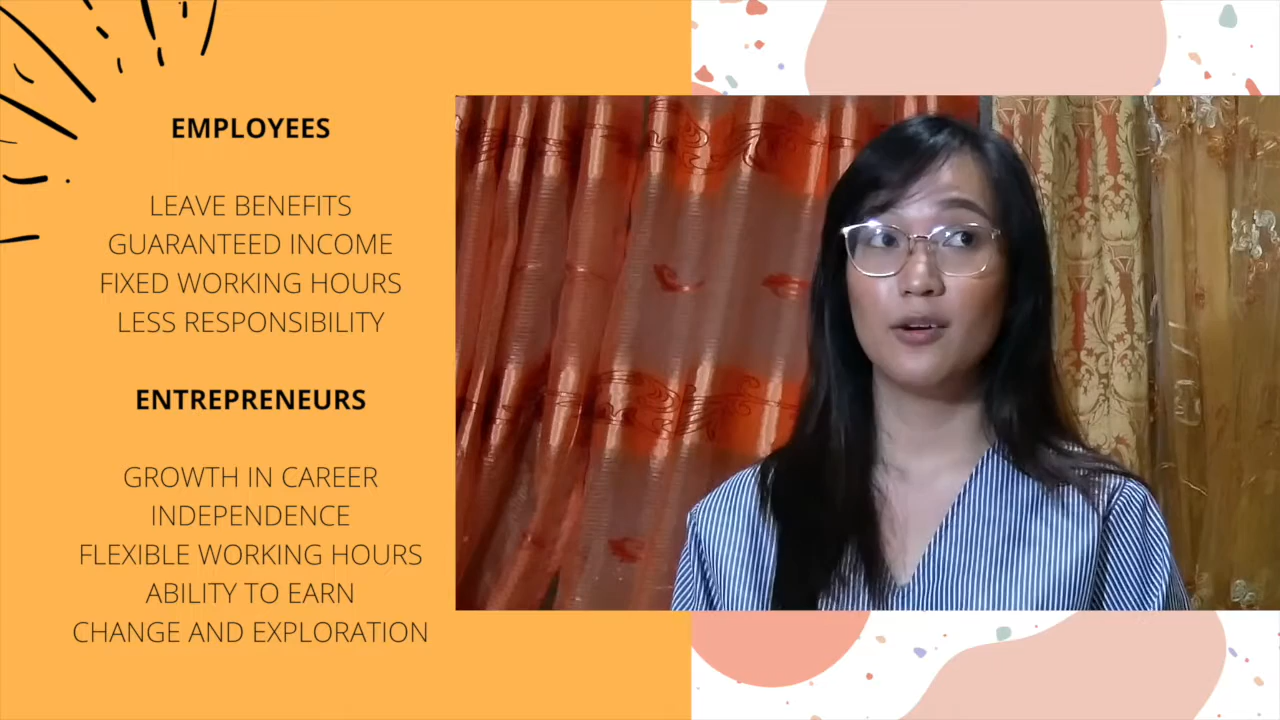 EMPLOYEES
LEAVE BENEFITS
GUARANTEED INCOME
FIXED WORKING HOURS
LESS RESPONSIBILITY
ENTREPRENEURS
GROWTH IN CAREER
INDEPENDENCE
FLEXIBLE WORKING HOURS
ABILITY TO EARN
CHANGE AND EXPLORATION